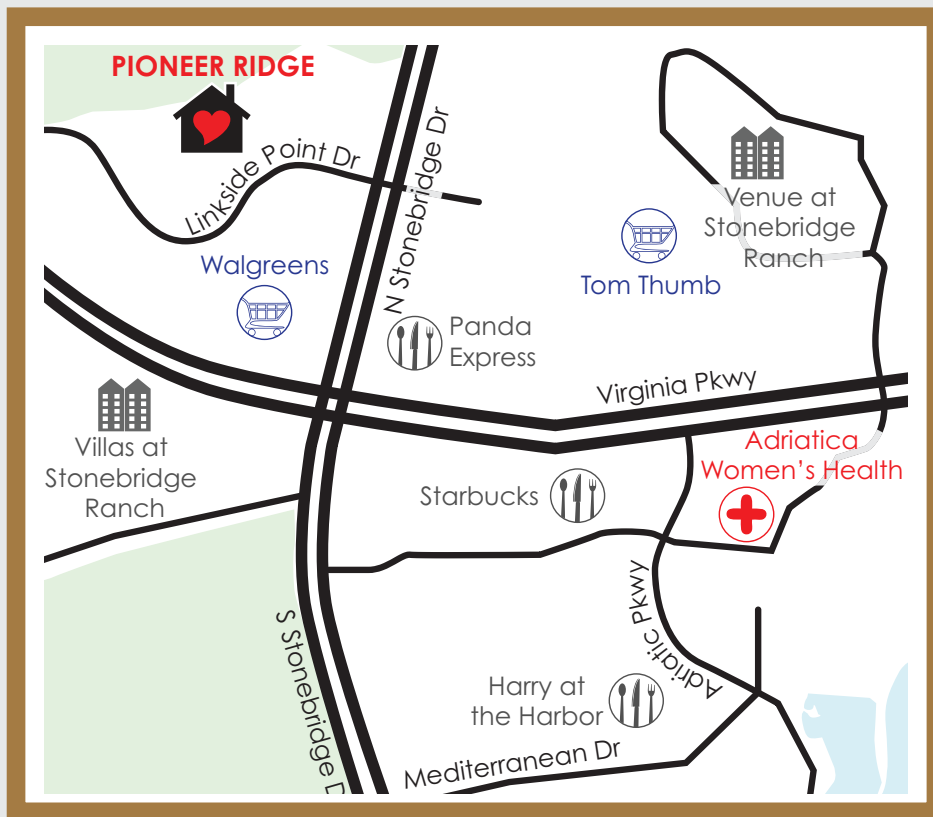 PIONEER RIDGE
Linkside Point Dr
N Stonebridge Dr
Venue at
Stonebridge
Ranch
Walgreens
Tom Thumb
Panda
Express
Virginia Pkwy
Villas at
Stonebridge
Ranch
Adriatica
Women's Health
Starbucks
Adriatic Pkwy
S Stonebridge D
Harry at
the Harbor
Mediterranean Dr